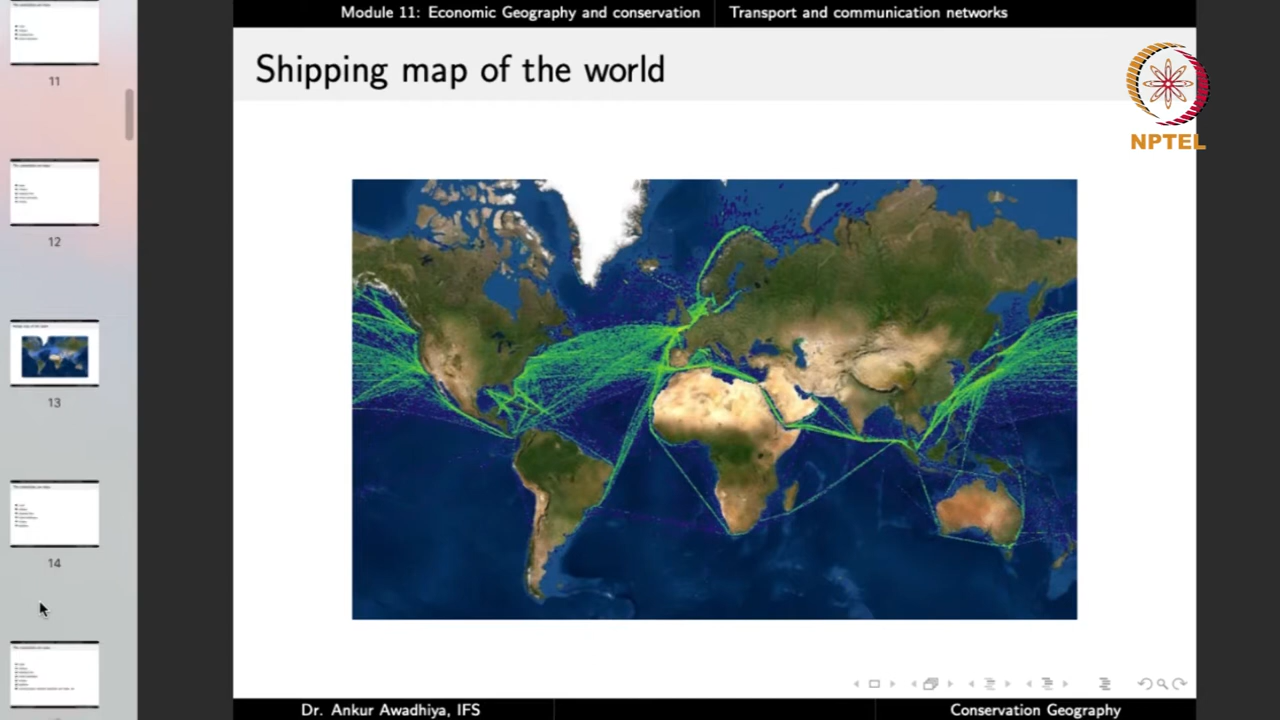 Module 11: Economic Geography and conservation
Transport and communication networks
Shipping map of the world
NPTEL
11
12
13
14
Dr. Ankur Awadhiya, IFS
Conservation Geography